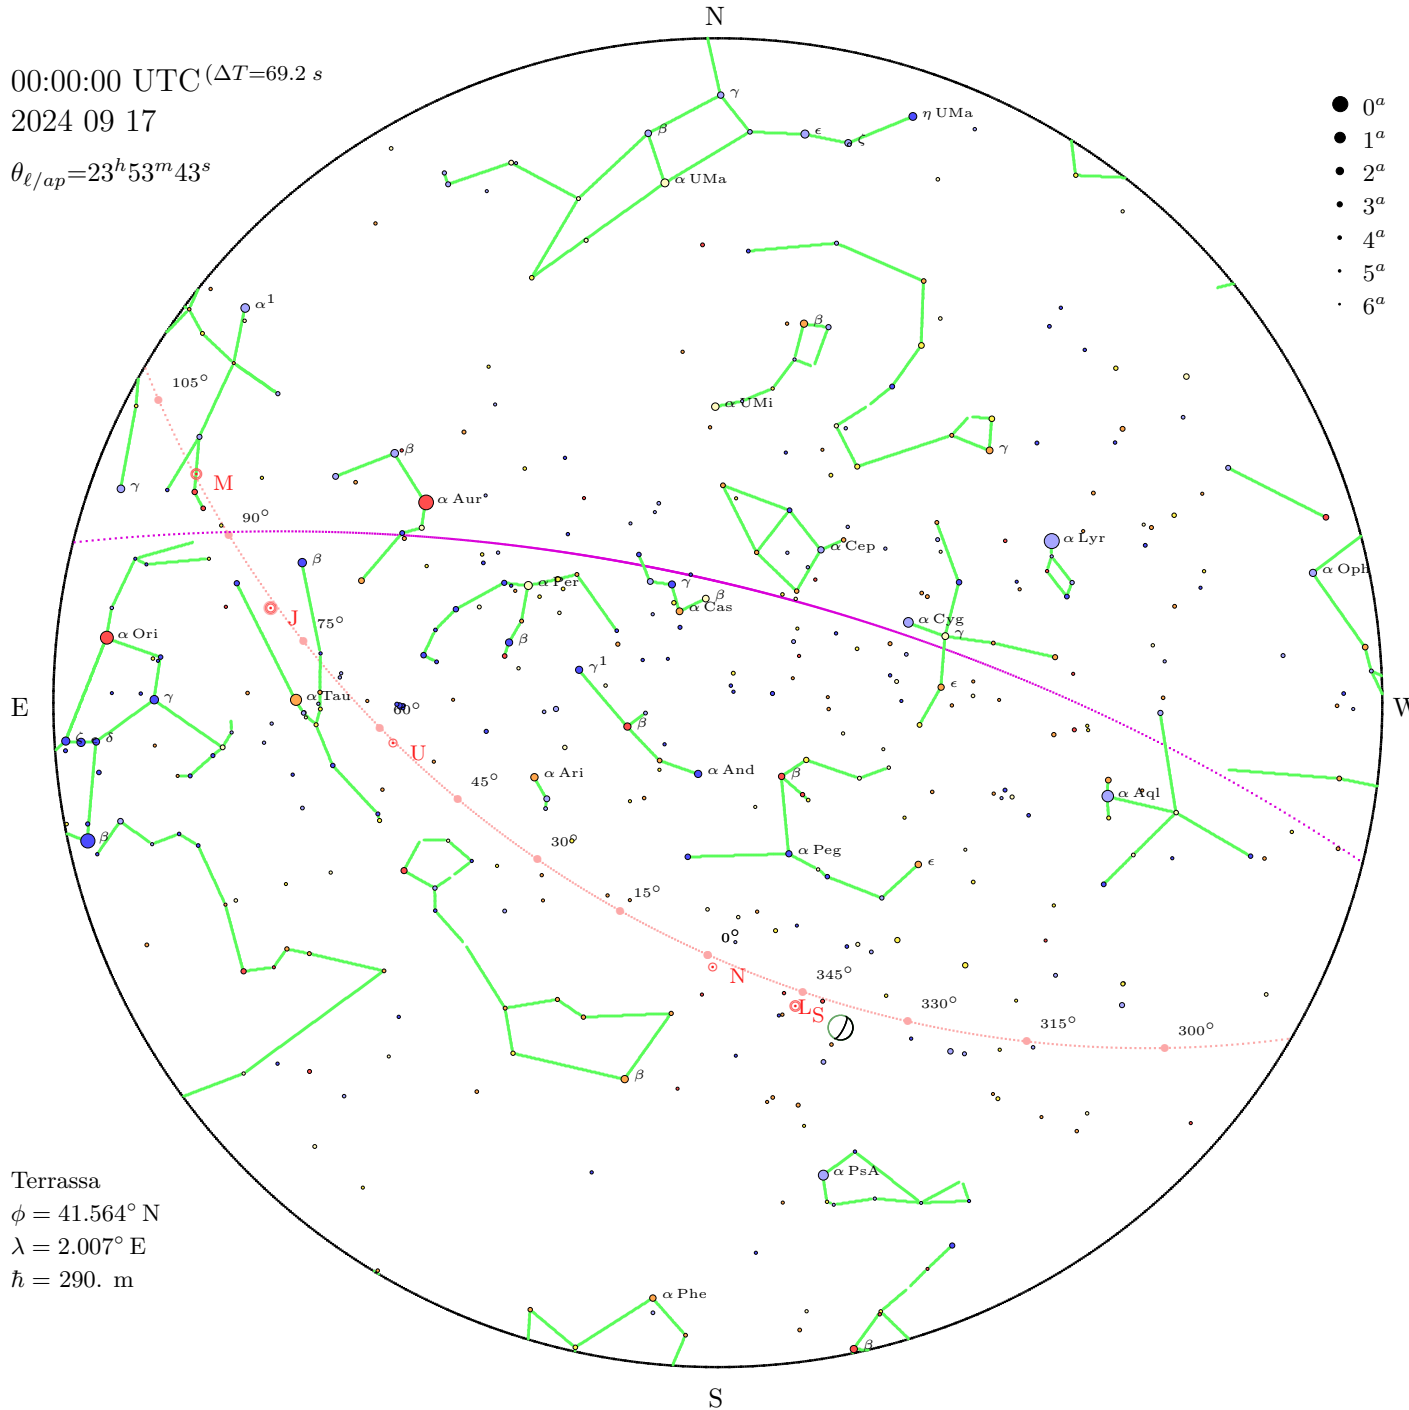 N
00:00:00 UTC (ΔT=69.2 s
2024 09 17
θℓ/ap=23ʰ53ᵐ43ˢ
0ᵃ
1ᵃ
2ᵃ
3ᵃ
4ᵃ
5ᵃ
6ᵃ
γ
β
ϵ
ζ
η UMa
α UMa
α¹
β
105°
α UMi
β
γ
M
γ
α Aur
90°
β
α Cep
α Lyr
α Oph
α Per
γ
β
α Cas
J
75°
α Ori
β
α Cyg
γ
γ¹
ϵ
E
W
γ
α Tau
60°
β
ζ
δ
U
α And
α Ari
45°
β
α Aql
β
30°
α Peg
ϵ
15°
0°
N
345°
L
S
330°
315°
300°
β
α PsA
Terrassa
ϕ = 41.564° N
λ = 2.007° E
ħ = 290. m
α Phe
β
S